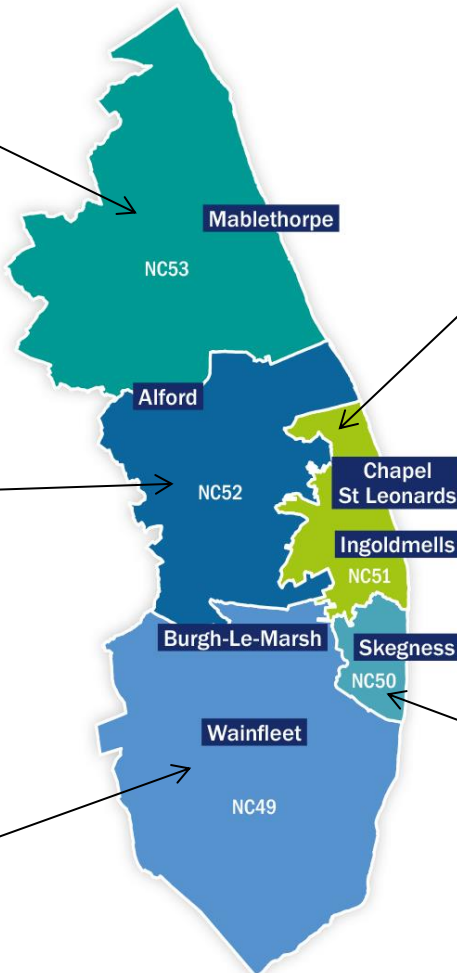 Mablethorpe
NC53
Alford
NC52
Chapel
St Leonards
Ingoldmells
NC51
Burgh-Le-Marsh
Skegness
NC50
Wainfleet
NC49